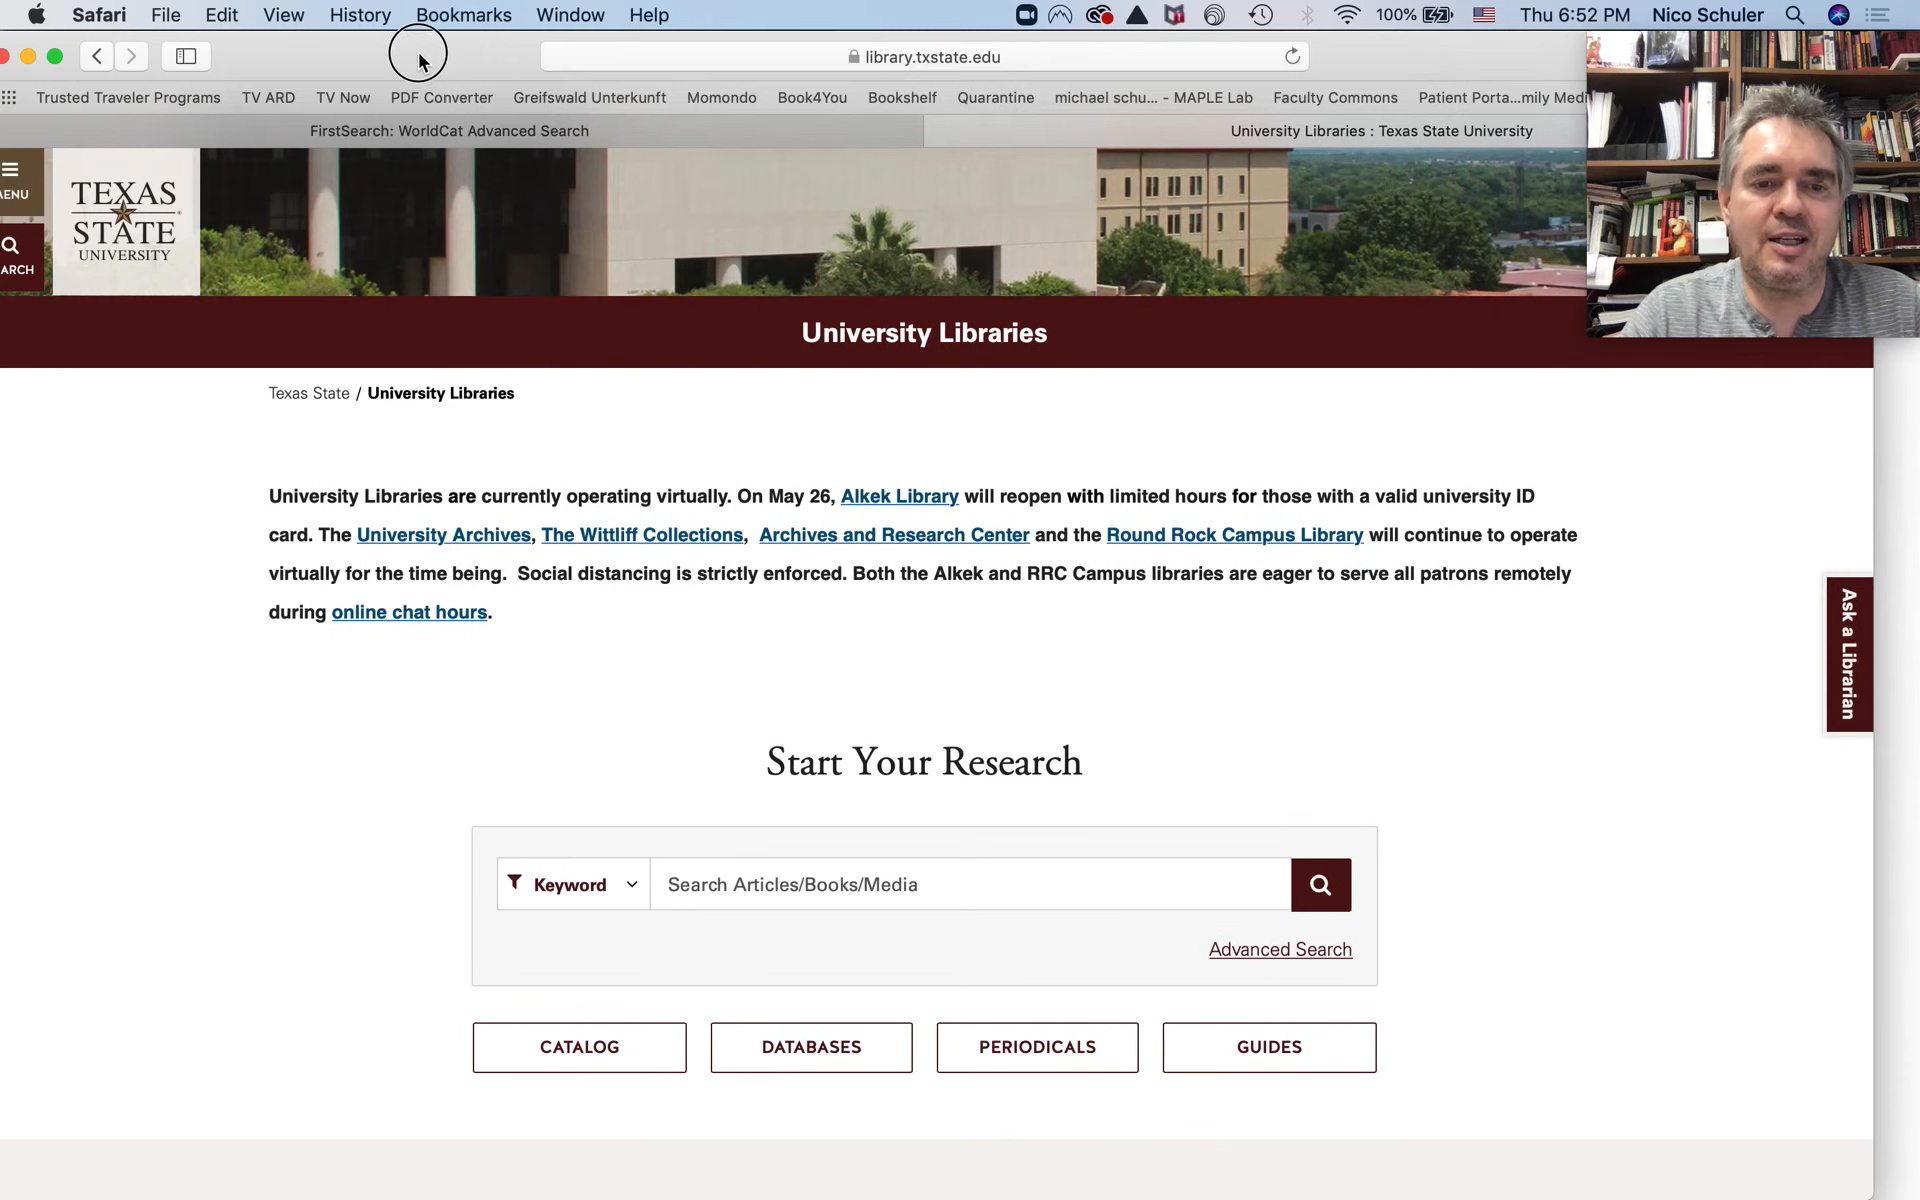 Safari File Edit View History Bookmarks Window Help 100% Thu 6:52 PM Nico Schuler
library.txstate.edu
Trusted Traveler Programs TV ARD TV Now PDF Converter Greifswald Unterkunft Momondo Book4You Bookshelf Quarantine michael schu... - MAPLE Lab Faculty Commons Patient Porta...mily Medi
FirstSearch: WorldCat Advanced Search University Libraries : Texas State University
ENU
ARCH
TEXAS
STATE
UNIVERSITY
University Libraries
Texas State / University Libraries
University Libraries are currently operating virtually. On May 26, Alkek Library will reopen with limited hours for those with a valid university ID
card. The University Archives, The Wittliff Collections, Archives and Research Center and the Round Rock Campus Library will continue to operate
virtually for the time being. Social distancing is strictly enforced. Both the Alkek and RRC Campus libraries are eager to serve all patrons remotely
during online chat hours.
Ask a Librarian
Start Your Research
Keyword Search Articles/Books/Media
Advanced Search
CATALOG DATABASES PERIODICALS GUIDES